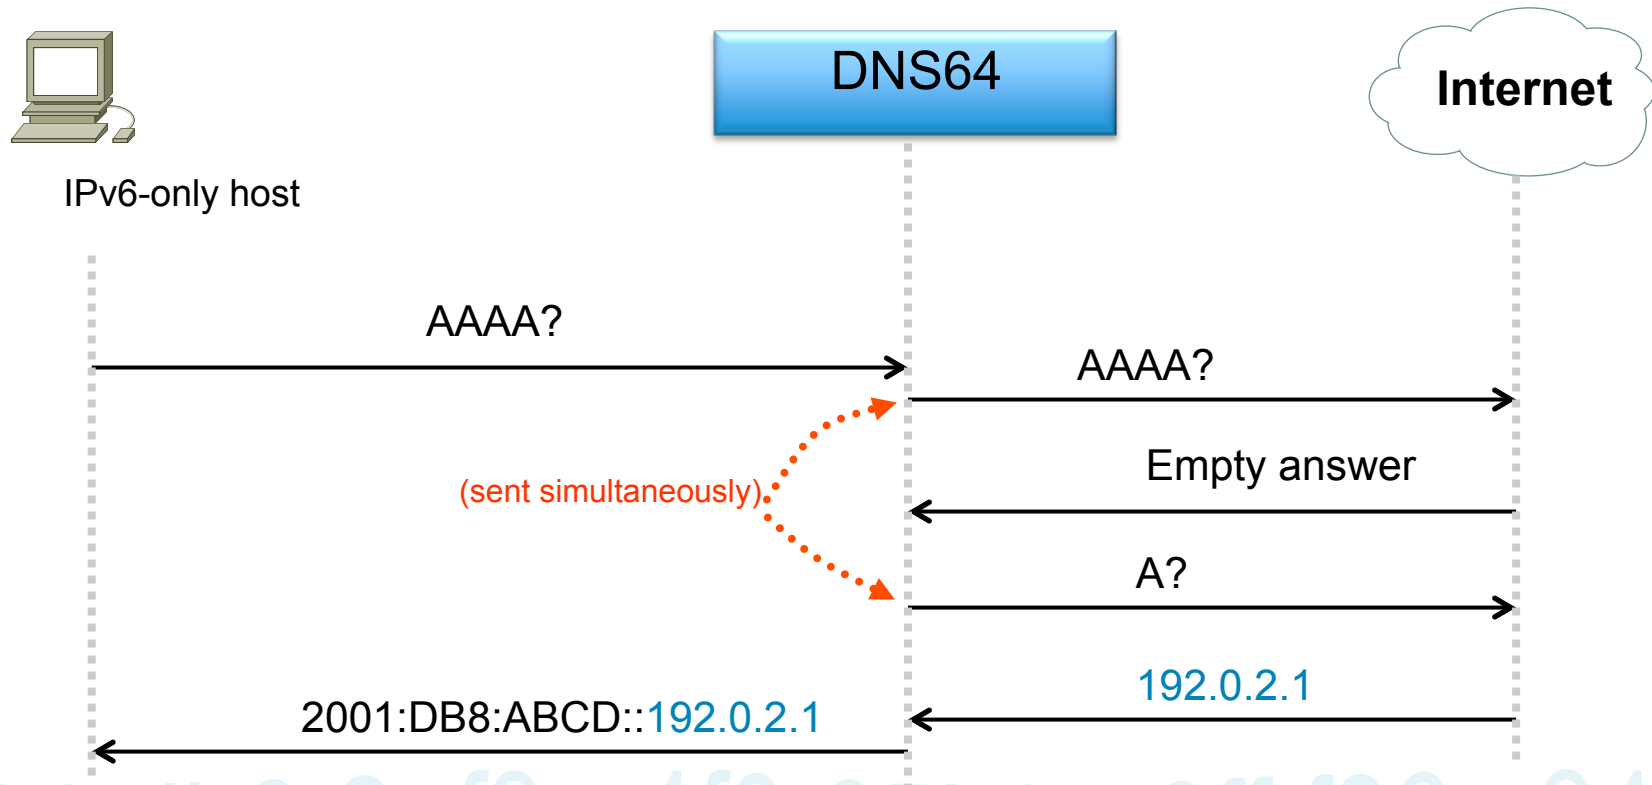 DNS64
Internet
IPv6-only host
AAAA?
AAAA?
Empty answer
(sent simultaneously)
A?
192.0.2.1
2001:DB8:ABCD::192.0.2.1